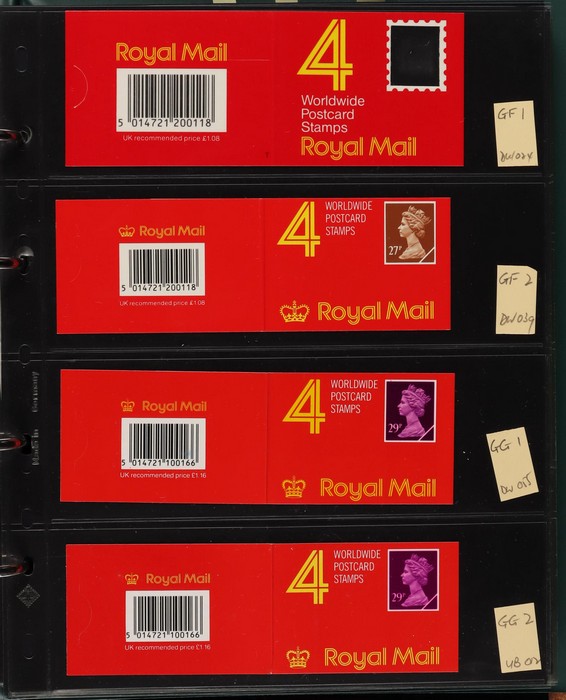 Royal Mail
5 014721 200118
UK recommended price £1.08
4
Worldwide
Postcard
Stamps
Royal Mail
GF 1
Royal Mail
5 014721 200118
UK recommended price £1.08
4
WORLDWIDE
POSTCARD
STAMPS
27P
Royal Mail
GF 2
Made in Germany
Royal Mail
5 014721 100166
UK recommended price £1.16
4
WORLDWIDE
POSTCARD
STAMPS
29P
Royal Mail
GG 1
Royal Mail
5 014721 100166
UK recommended price £1.16
4
WORLDWIDE
POSTCARD
STAMPS
29P
Royal Mail
GG 2